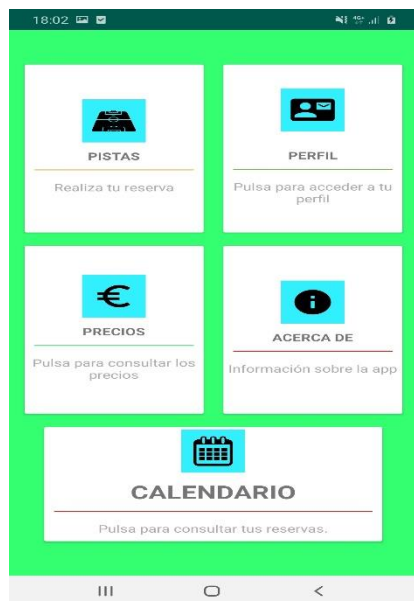 18:02
PISTAS
Realiza tu reserva
PERFIL
Pulsa para acceder a tu
perfil
PRECIOS
Pulsa para consultar los
precios
ACERCA DE
Información sobre la app
CALENDARIO
Pulsa para consultar tus reservas.